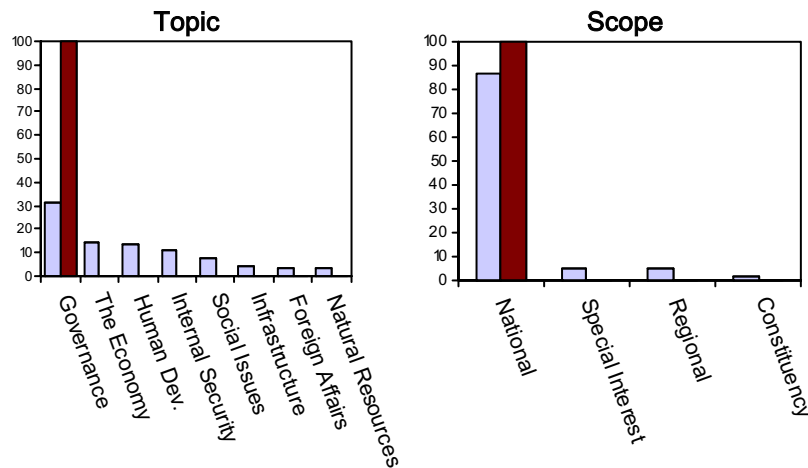 Topic
100
90
80
70
60
50
40
30
20
10
0
Governance
The Economy
Human Dev.
Internal Security
Social Issues
Infrastructure
Foreign Affairs
Natural Resources
Scope
100
90
80
70
60
50
40
30
20
10
0
National
Special Interest
Regional
Constituency